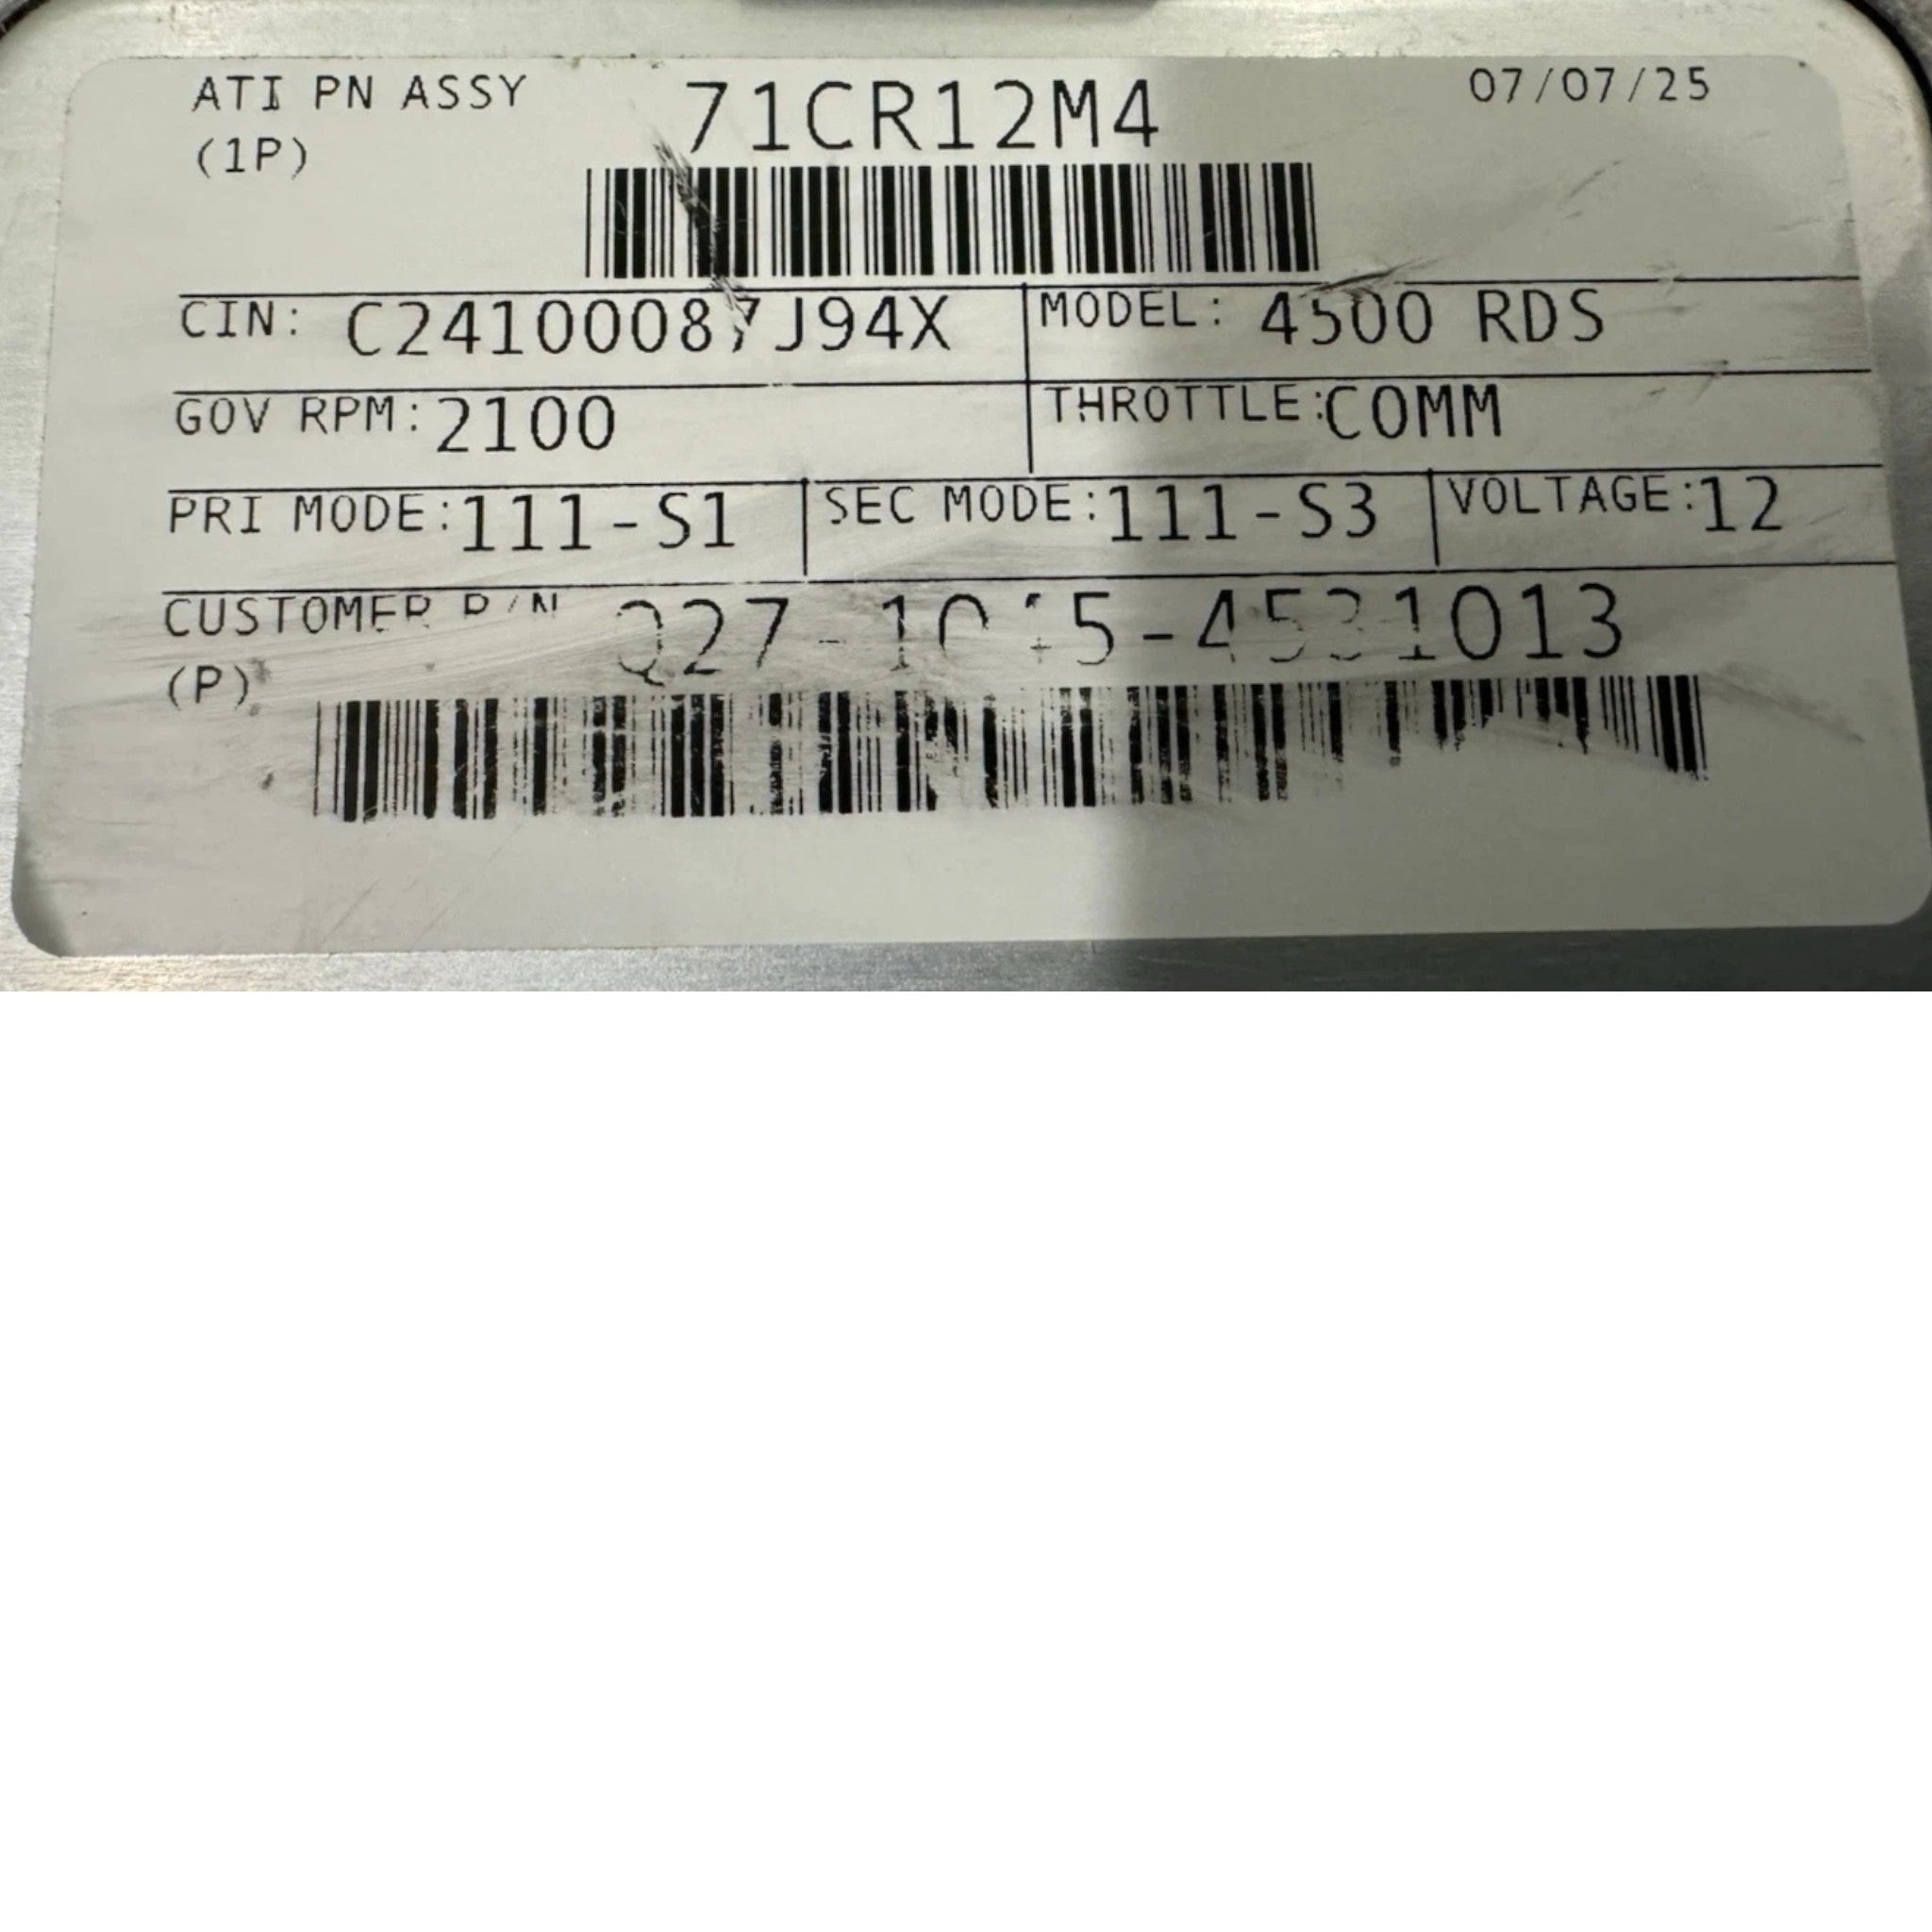 ATI PN ASSY 71CR12M4 07/07/25
(1P)
CIN: C24100087J94X MODEL: 4500 RDS
GOV RPM: 2100 THROTTLE: COMM
PRI MODE: 111-S1 SEC MODE: 111-S3 VOLTAGE: 12
CUSTOMER P/N
(P)